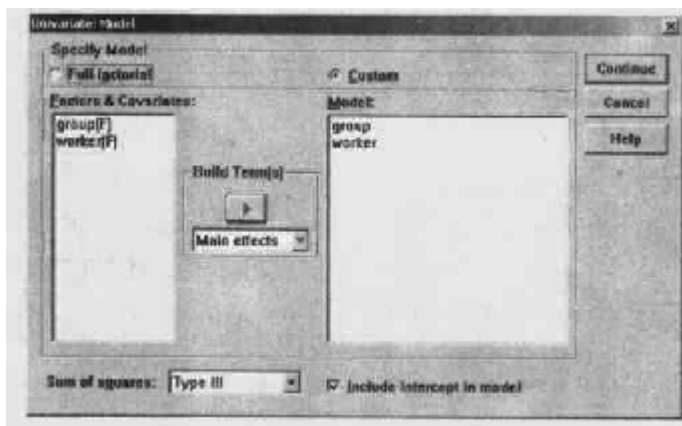 Univariate: Model
Specify Model
Full factorial
Custom
Continue
Factors & Covariates:
Model:
Cancel
group(F)
worker(F)
group
worker
Help
Build Term(s)
Main effects
Sum of squares:
Type III
Include intercept in model